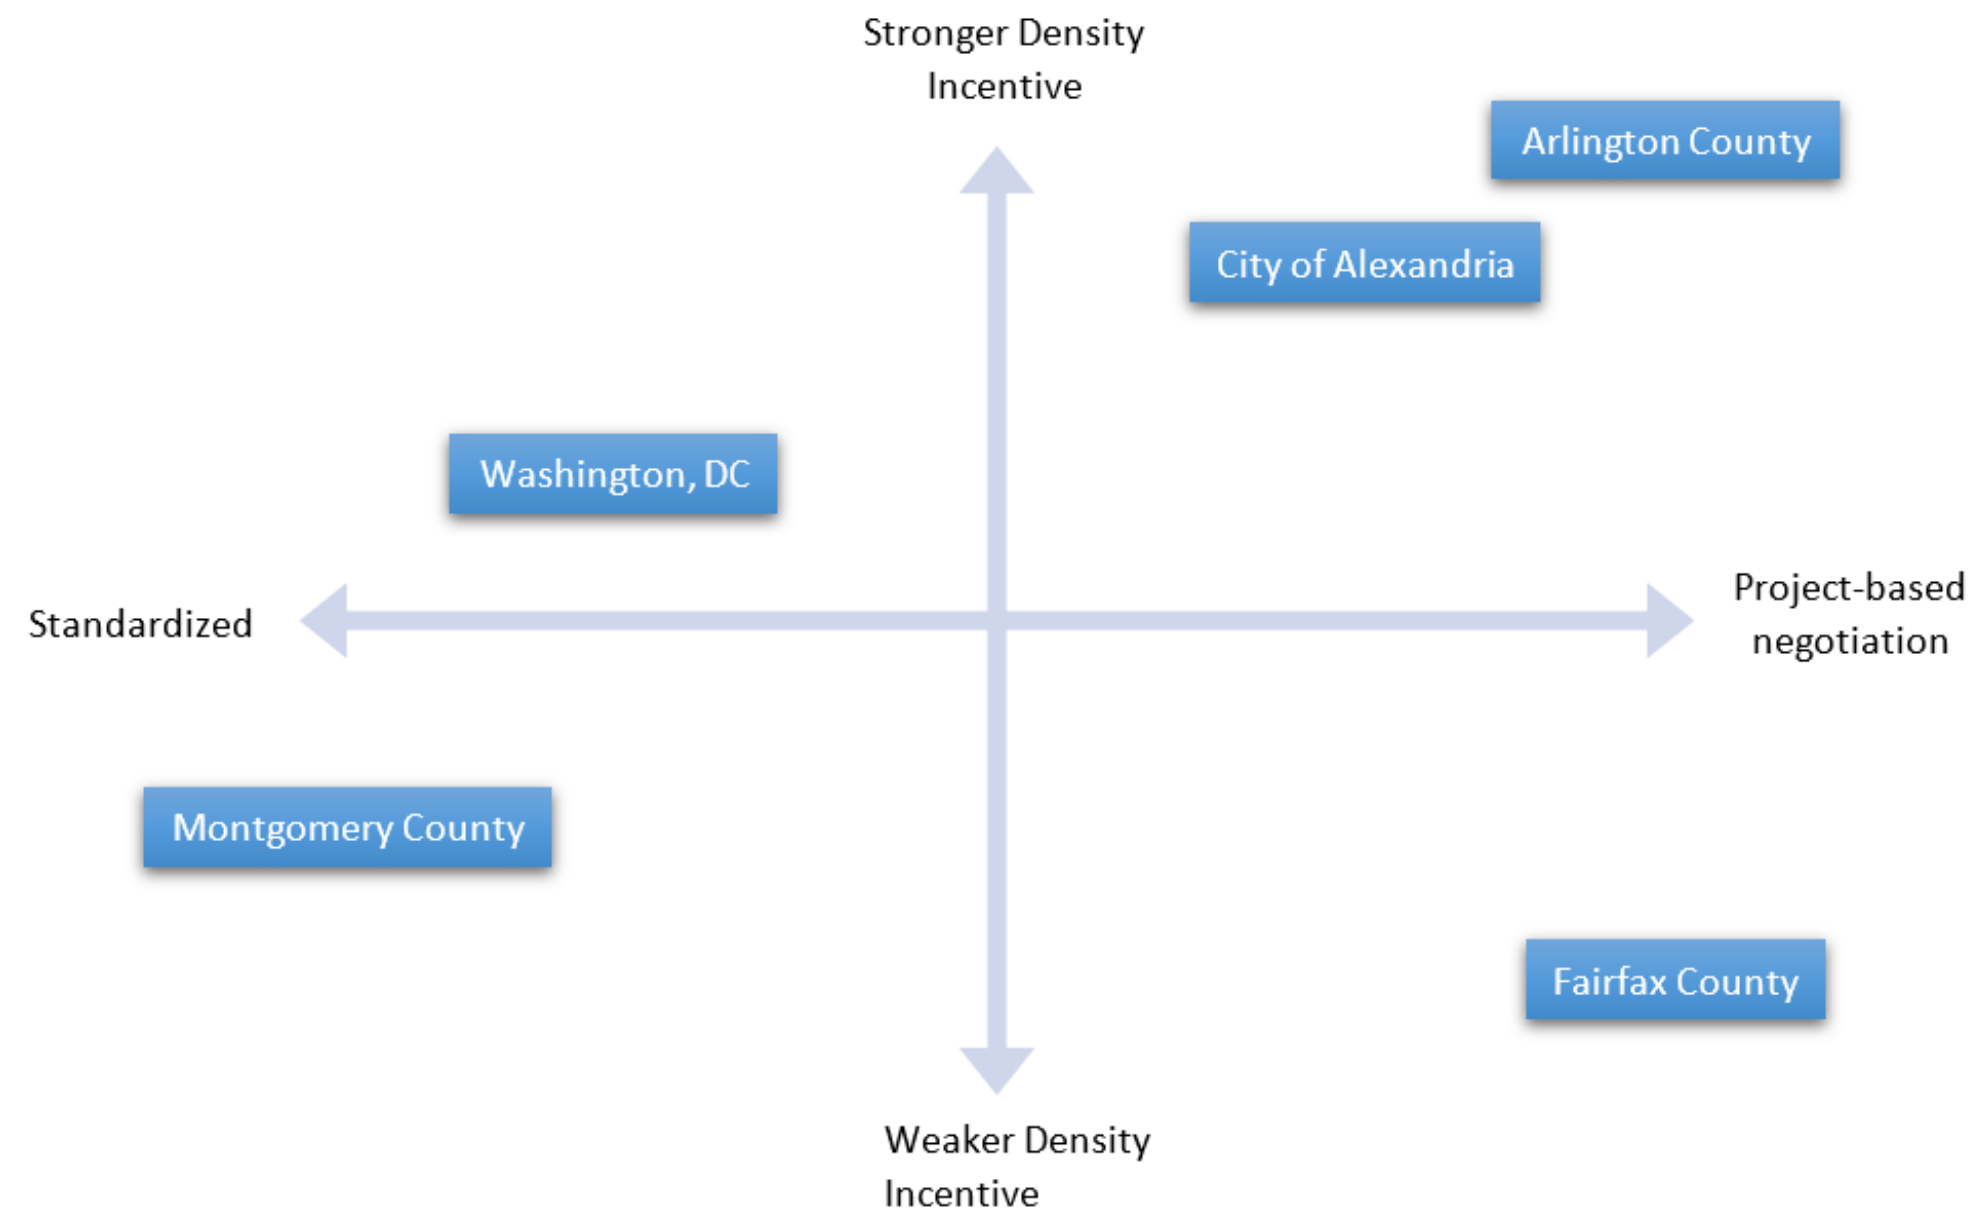 Stronger Density
Incentive
Arlington County
City of Alexandria
Washington, DC
Standardized
Project-based
negotiation
Montgomery County
Fairfax County
Weaker Density
Incentive